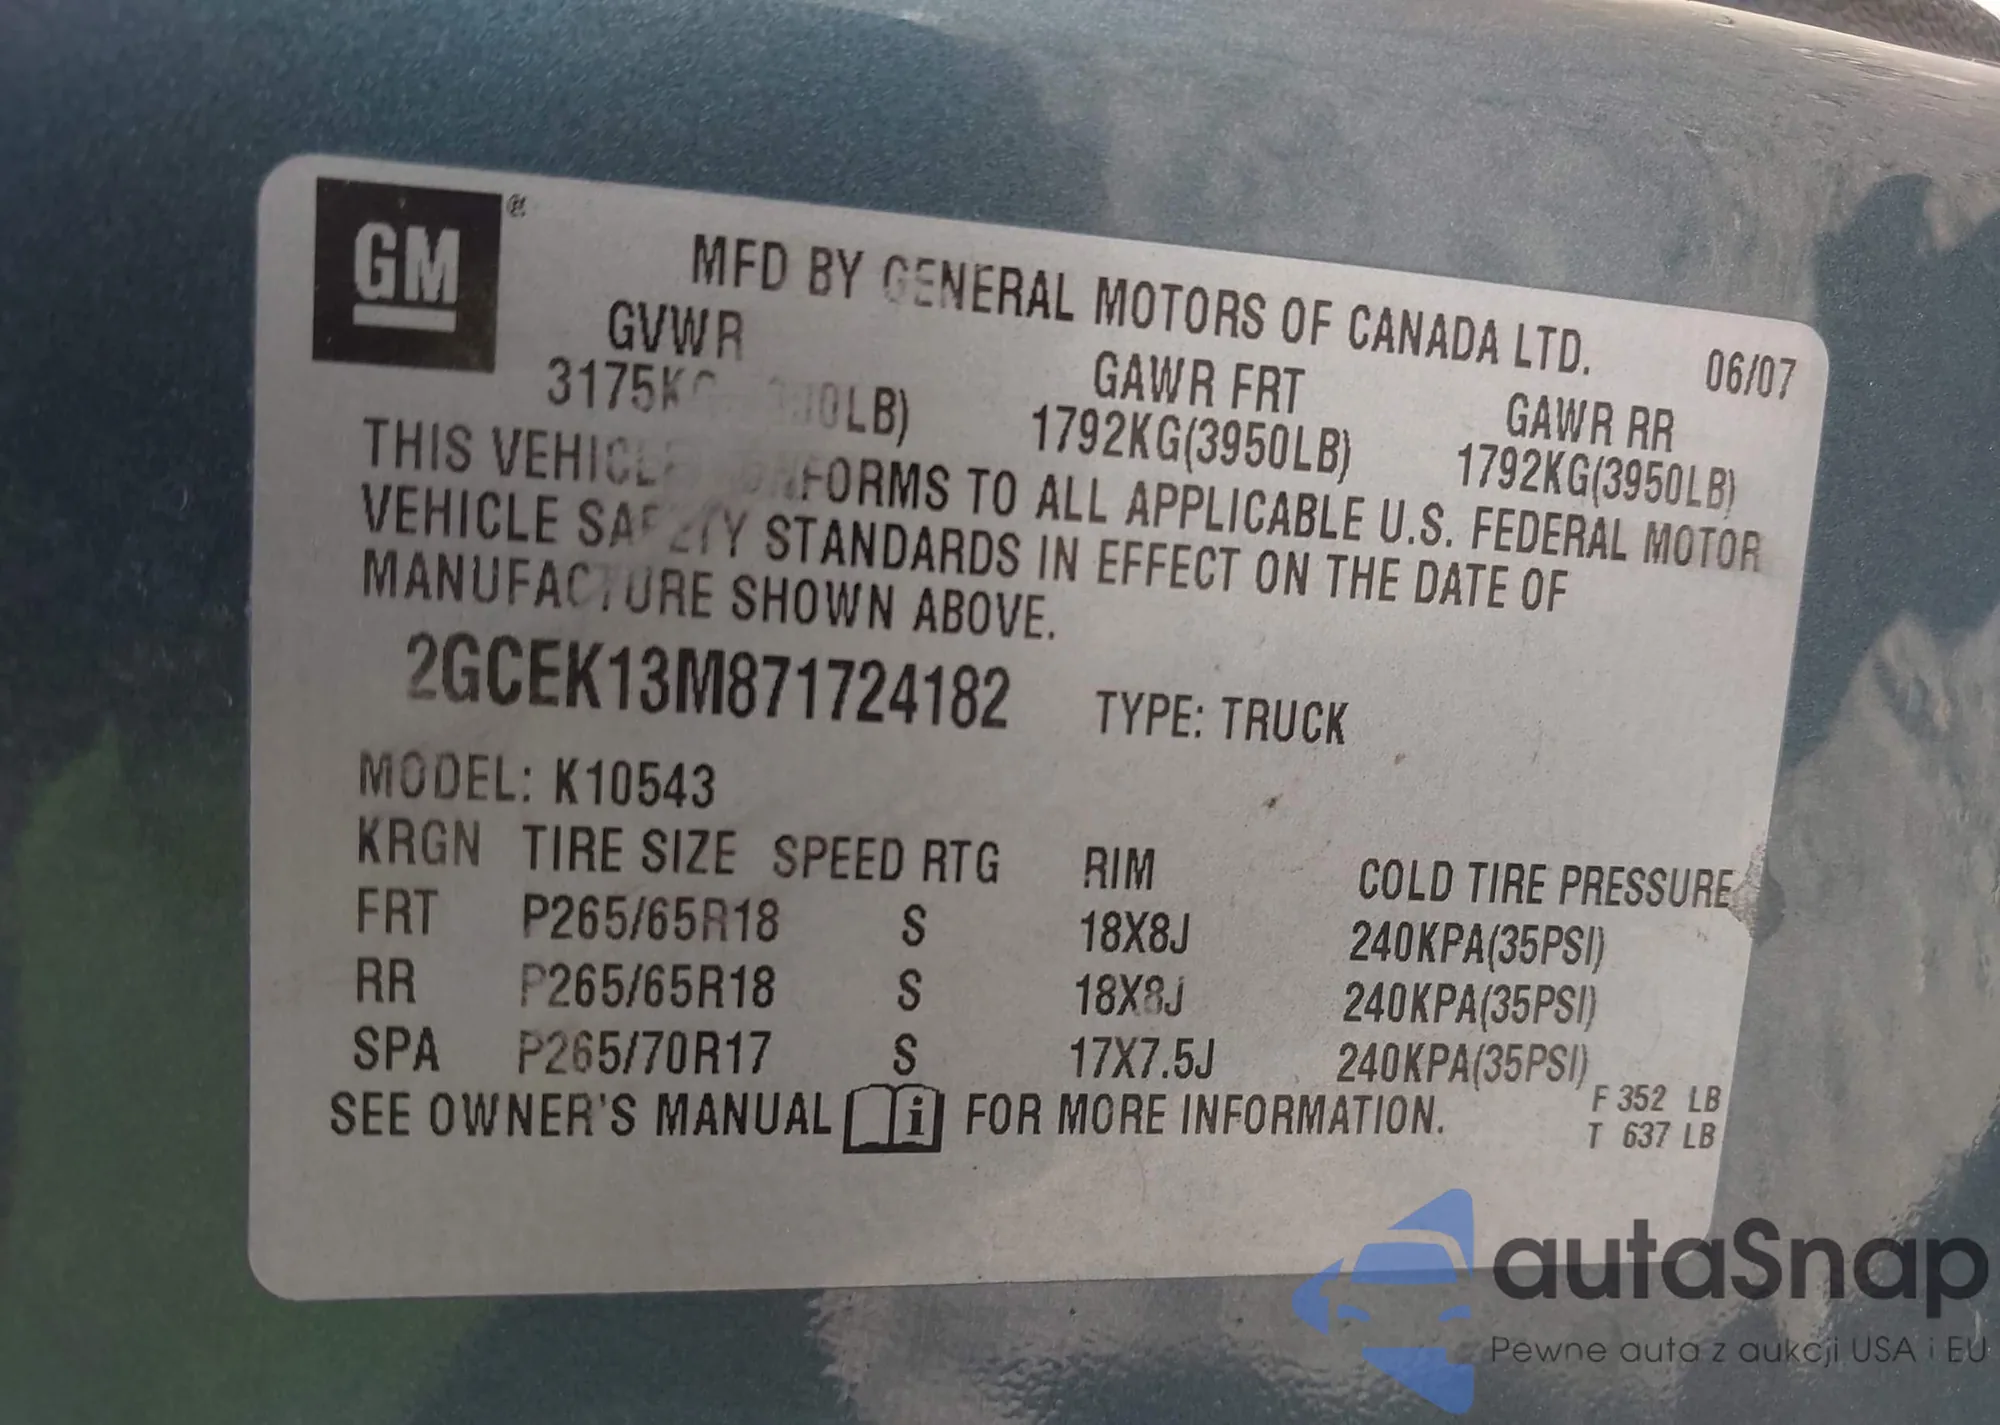 GM ®
MFD BY GENERAL MOTORS OF CANADA LTD. 06/07
GVWR GAWR FRT GAWR RR
3175KG 1792KG(3950LB) 1792KG(3950LB)
THIS VEHICLE CONFORMS TO ALL APPLICABLE U.S. FEDERAL MOTOR
VEHICLE SAFETY STANDARDS IN EFFECT ON THE DATE OF
MANUFACTURE SHOWN ABOVE.
2GCEK13M871724182 TYPE: TRUCK
MODEL: K10543
KRGN TIRE SIZE SPEED RTG RIM COLD TIRE PRESSURE
FRT P265/65R18 S 18X8J 240KPA(35PSI)
RR P265/65R18 S 18X8J 240KPA(35PSI)
SPA P265/70R17 S 17X7.5J 240KPA(35PSI)
SEE OWNER'S MANUAL i FOR MORE INFORMATION.
F 352 LB
T 637 LB
autaSnap
Pewne auta z aukcji USA i EU